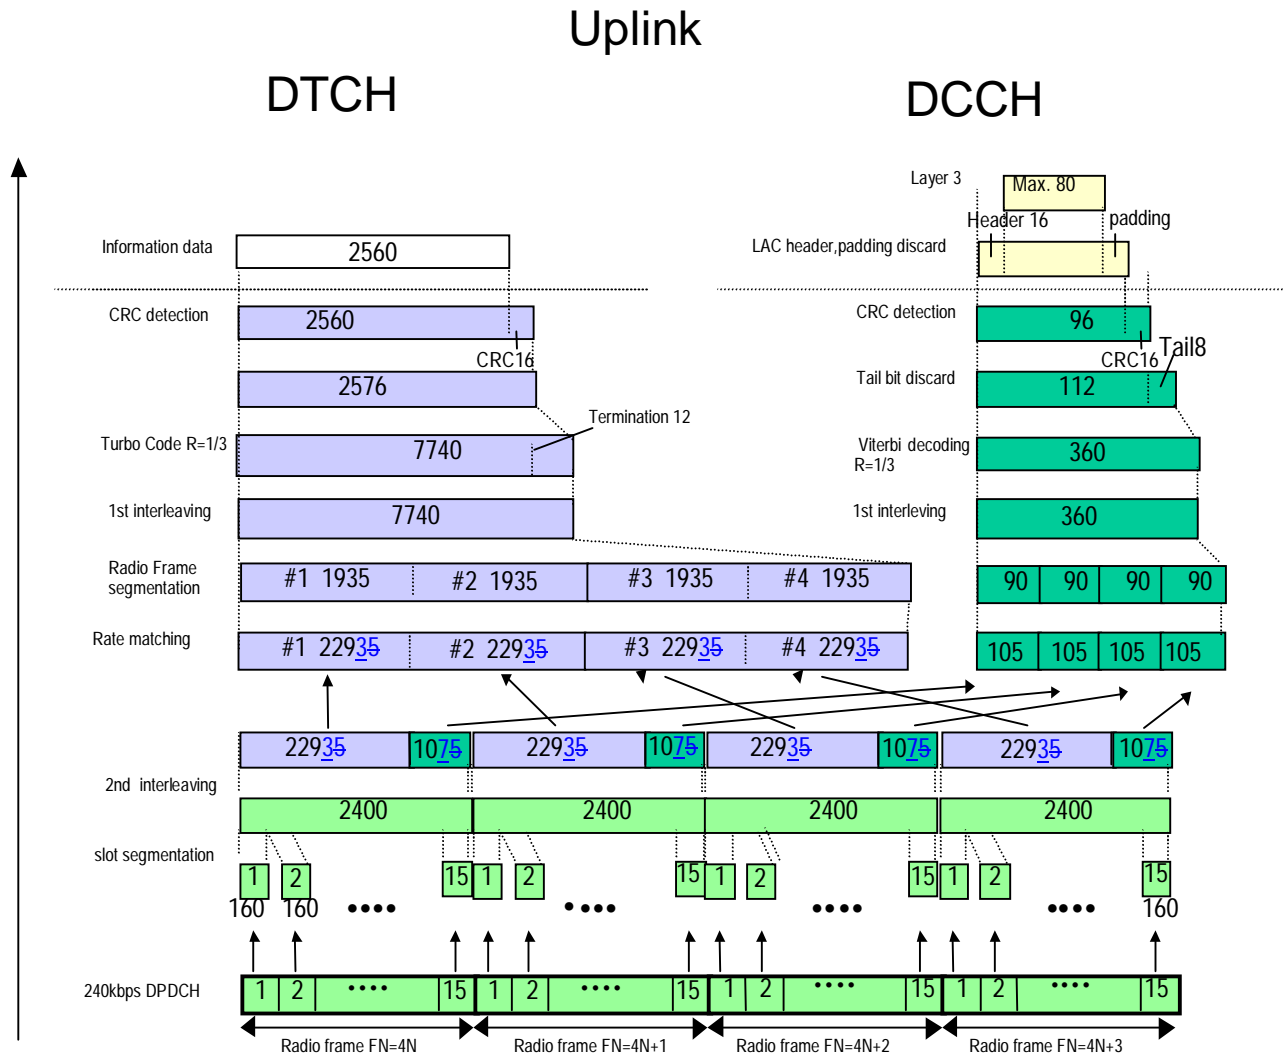 Uplink
DTCH
DCCH
Layer 3
Max. 80
Header 16
padding
Information data
2560
LAC header,padding discard
CRC detection
2560
CRC16
CRC detection
96
CRC16
Tail8
2576
Tail bit discard
112
Termination 12
Turbo Code R=1/3
7740
Viterbi decoding
R=1/3
360
1st interleaving
7740
1st interleving
360
Radio Frame
segmentation
#1 1935
#2 1935
#3 1935
#4 1935
90
90
90
90
Rate matching
#1 22935
#2 22935
#3 22935
#4 22935
105
105
105
105
22935
1075
22935
1075
22935
1075
22935
1075
2nd interleaving
2400
2400
2400
2400
slot segmentation
1
2
15
1
2
15
1
2
15
1
2
15
160
160
••••
••••
••••
••••
160
240kbps DPDCH
1
2
••••
15
1
2
••••
15
1
2
••••
15
1
2
••••
15
Radio frame FN=4N
Radio frame FN=4N+1
Radio frame FN=4N+2
Radio frame FN=4N+3